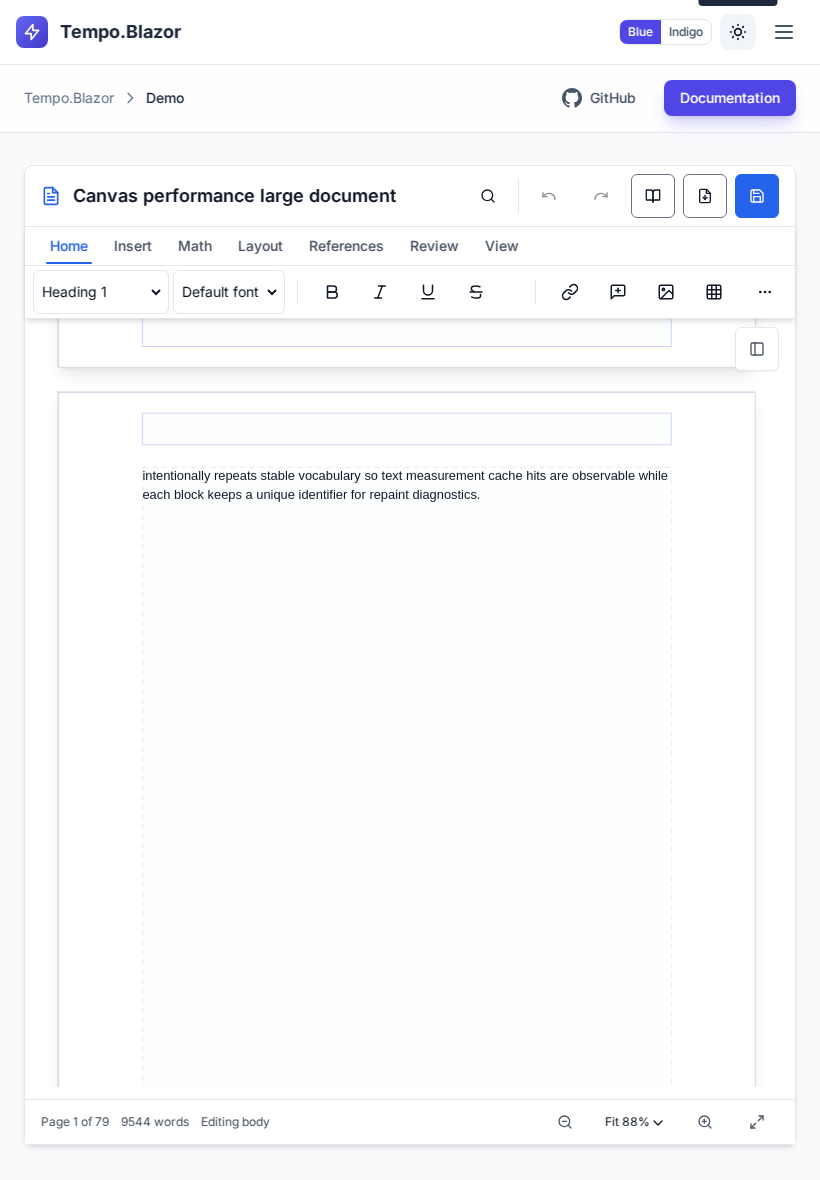 Tempo.Blazor
Blue Indigo
Tempo.Blazor > Demo
GitHub
Documentation
Canvas performance large document
Home Insert Math Layout References Review View
Heading 1 Default font
intentionally repeats stable vocabulary so text measurement cache hits are observable while
each block keeps a unique identifier for repaint diagnostics.
Page 1 of 79 9544 words Editing body
Fit 88%